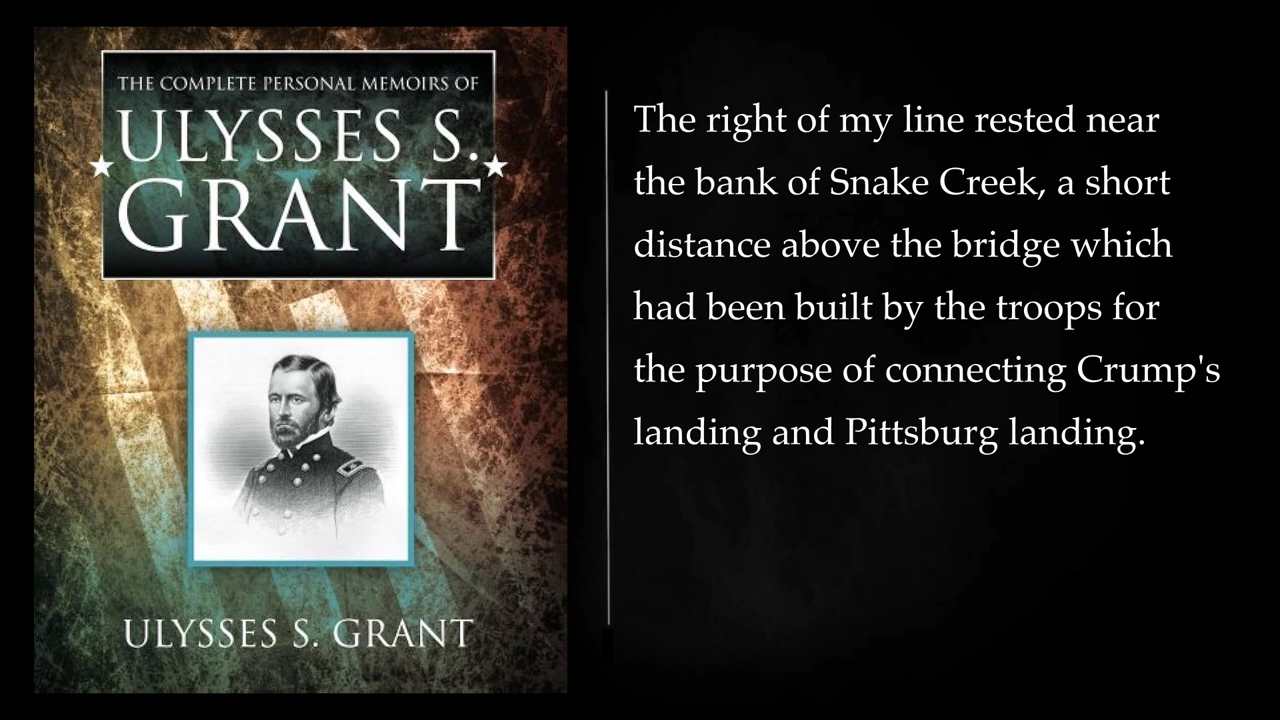 THE COMPLETE PERSONAL MEMOIRS OF
ULYSSES S.
GRANT
ULYSSES S. GRANT
The right of my line rested near
the bank of Snake Creek, a short
distance above the bridge which
had been built by the troops for
the purpose of connecting Crump's
landing and Pittsburg landing.